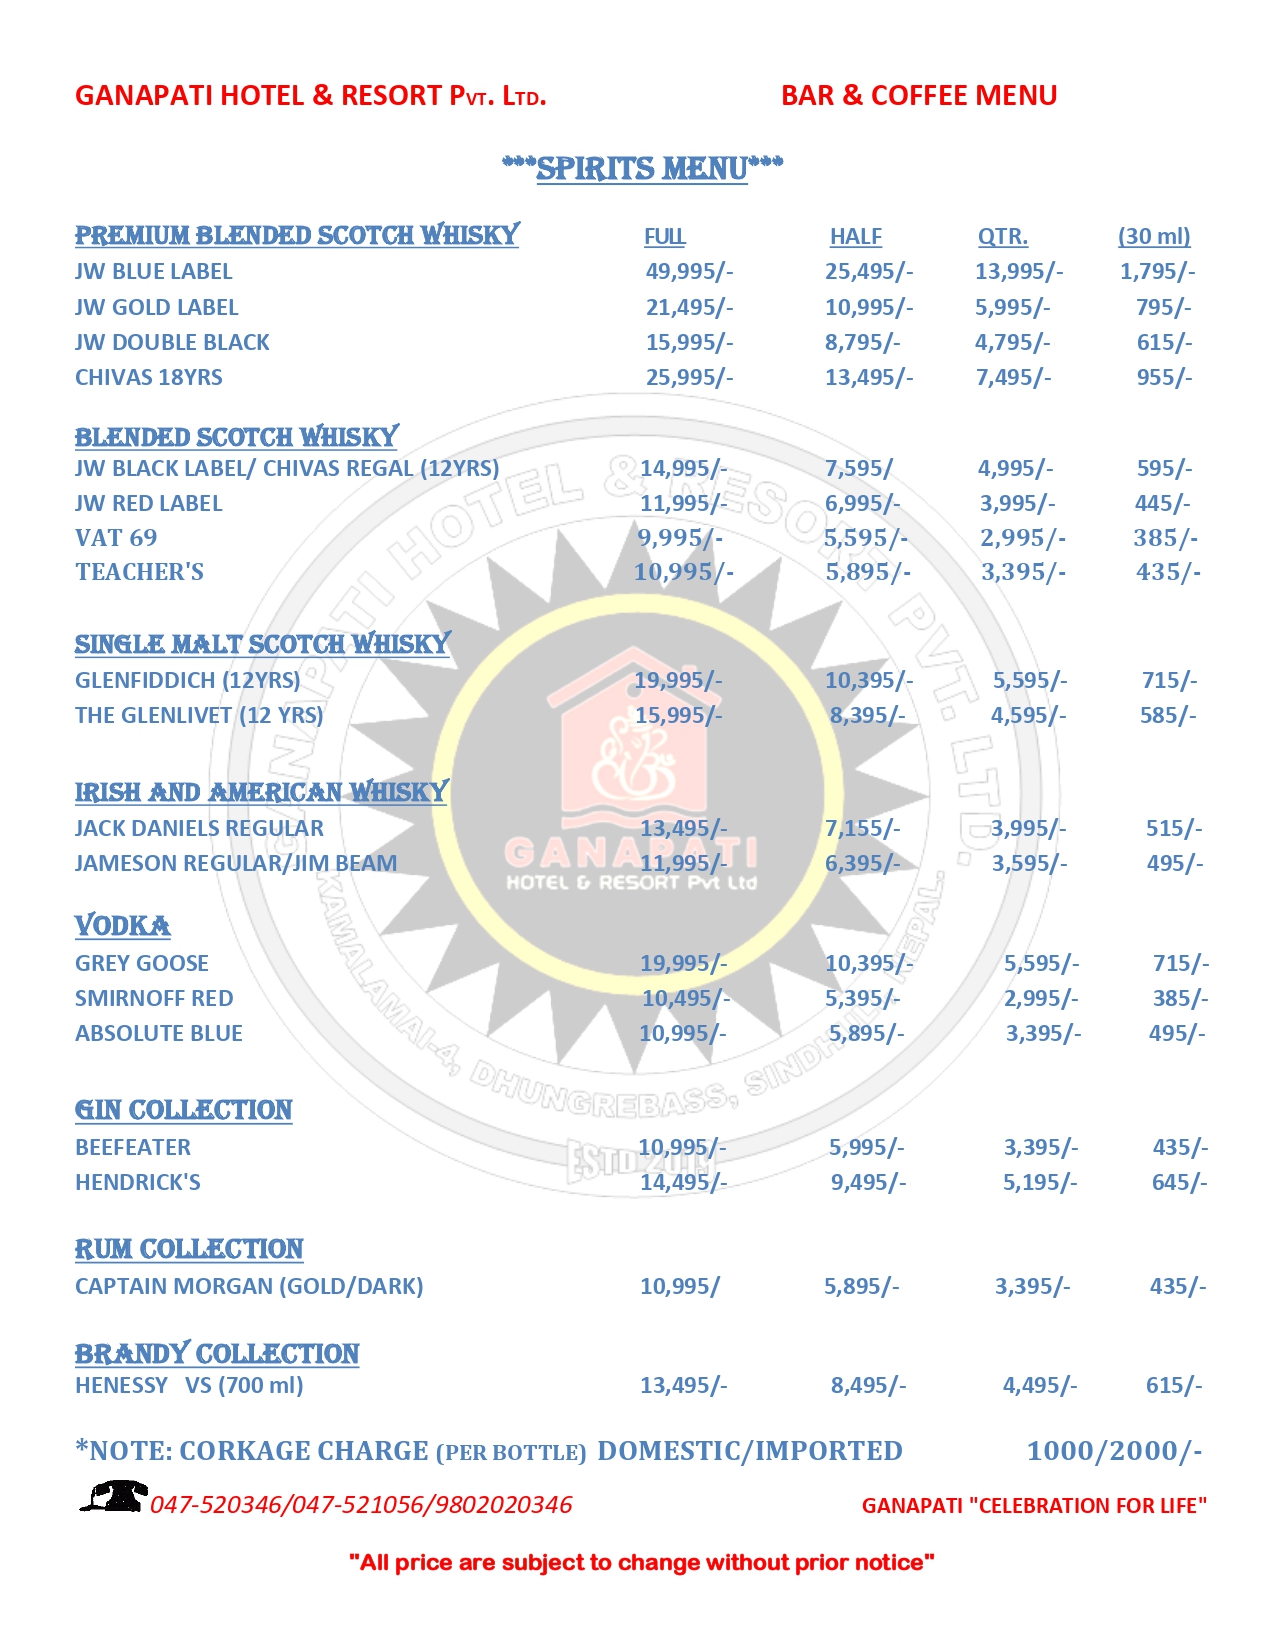 GANAPATI HOTEL & RESORT PVT. LTD. BAR & COFFEE MENU
***SPIRITS MENU***
PREMIUM BLENDED SCOTCH WHISKY FULL HALF QTR. (30 ml)
JW BLUE LABEL 49,995/- 25,495/- 13,995/- 1,795/-
JW GOLD LABEL 21,495/- 10,995/- 5,995/- 795/-
JW DOUBLE BLACK 15,995/- 8,795/- 4,795/- 615/-
CHIVAS 18YRS 25,995/- 13,495/- 7,495/- 955/-
BLENDED SCOTCH WHISKY
JW BLACK LABEL/ CHIVAS REGAL (12YRS) 14,995/- 7,595/ 4,995/- 595/-
JW RED LABEL 11,995/- 6,995/- 3,995/- 445/-
VAT 69 9,995/- 5,595/- 2,995/- 385/-
TEACHER'S 10,995/- 5,895/- 3,395/- 435/-
SINGLE MALT SCOTCH WHISKY
GLENFIDDICH (12YRS) 19,995/- 10,395/- 5,595/- 715/-
THE GLENLIVET (12 YRS) 15,995/- 8,395/- 4,595/- 585/-
IRISH AND AMERICAN WHISKY
JACK DANIELS REGULAR 13,495/- 7,155/- 3,995/- 515/-
JAMESON REGULAR/JIM BEAM 11,995/- 6,395/- 3,595/- 495/-
VODKA
GREY GOOSE 19,995/- 10,395/- 5,595/- 715/-
SMIRNOFF RED 10,495/- 5,395/- 2,995/- 385/-
ABSOLUTE BLUE 10,995/- 5,895/- 3,395/- 495/-
GIN COLLECTION
BEEFEATER 10,995/- 5,995/- 3,395/- 435/-
HENDRICK'S 14,495/- 9,495/- 5,195/- 645/-
RUM COLLECTION
CAPTAIN MORGAN (GOLD/DARK) 10,995/ 5,895/- 3,395/- 435/-
BRANDY COLLECTION
HENESSY VS (700 ml) 13,495/- 8,495/- 4,495/- 615/-
*NOTE: CORKAGE CHARGE (PER BOTTLE) DOMESTIC/IMPORTED 1000/2000/-
047-520346/047-521056/9802020346 GANAPATI "CELEBRATION FOR LIFE"
"All price are subject to change without prior notice"
GANAPATI HOTEL & RESORT PVT. LTD.
GANAPATI
HOTEL & RESORT Pvt Ltd
KAMALAMAI-4, DHUNGREBASS, SINDHULI, NEPAL.
ESTD 2019